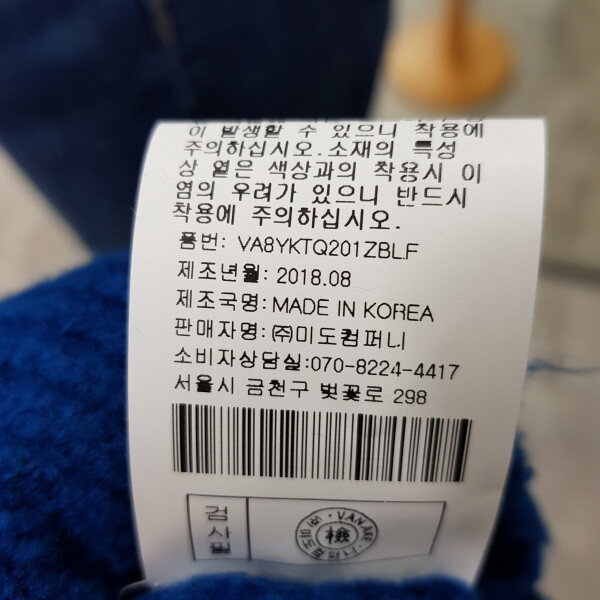 이 발생할 수 있으니 착용에
주의하십시오.소재의 특성
상 옅은 색상과의 착용시 이
염의 우려가 있으니 반드시
착용에 주의하십시오.
품번: VA8YKTQ201ZBLF
제조년월: 2018.08
제조국명: MADE IN KOREA
판매자명: ㈜미도컴퍼니
소비자상담실:070-8224-4417
서울시 금천구 벚꽃로 298
검사필
檢